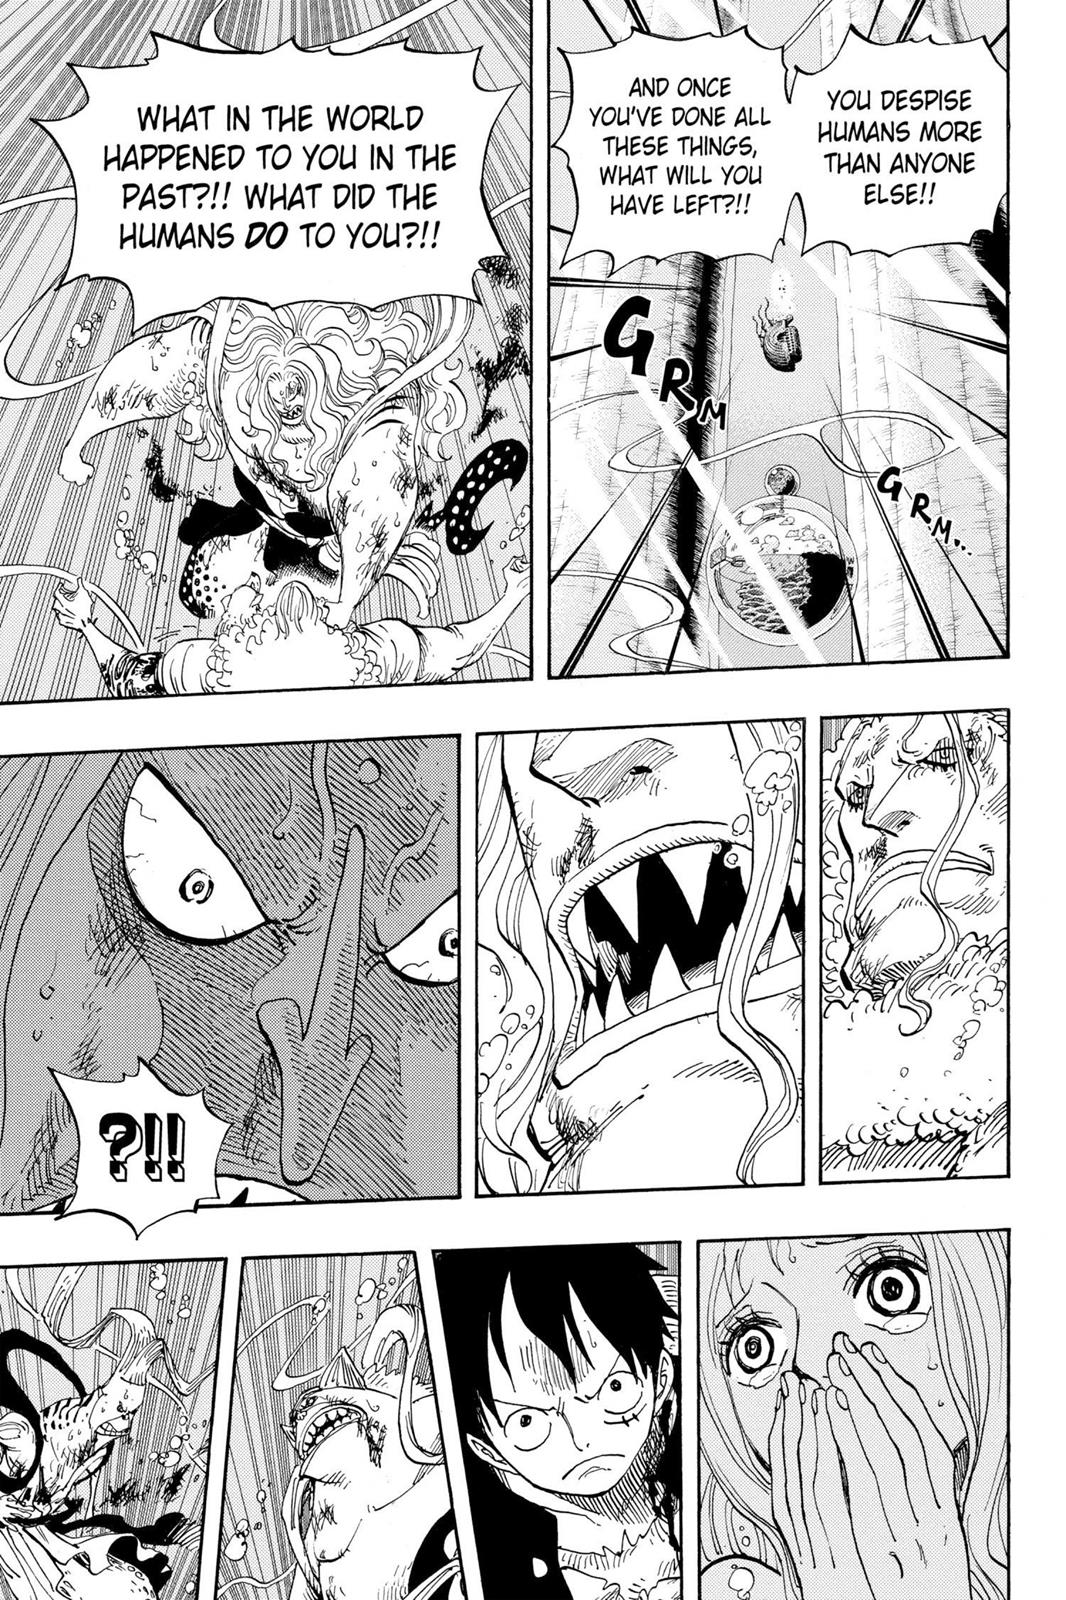 YOU DESPISE
HUMANS MORE
THAN ANYONE
ELSE!!
AND ONCE
YOU'VE DONE ALL
THESE THINGS,
WHAT WILL YOU
HAVE LEFT?!!
GRM
GRM...
WHAT IN THE WORLD
HAPPENED TO YOU IN THE
PAST?!! WHAT DID THE
HUMANS DO TO YOU?!!
?!!